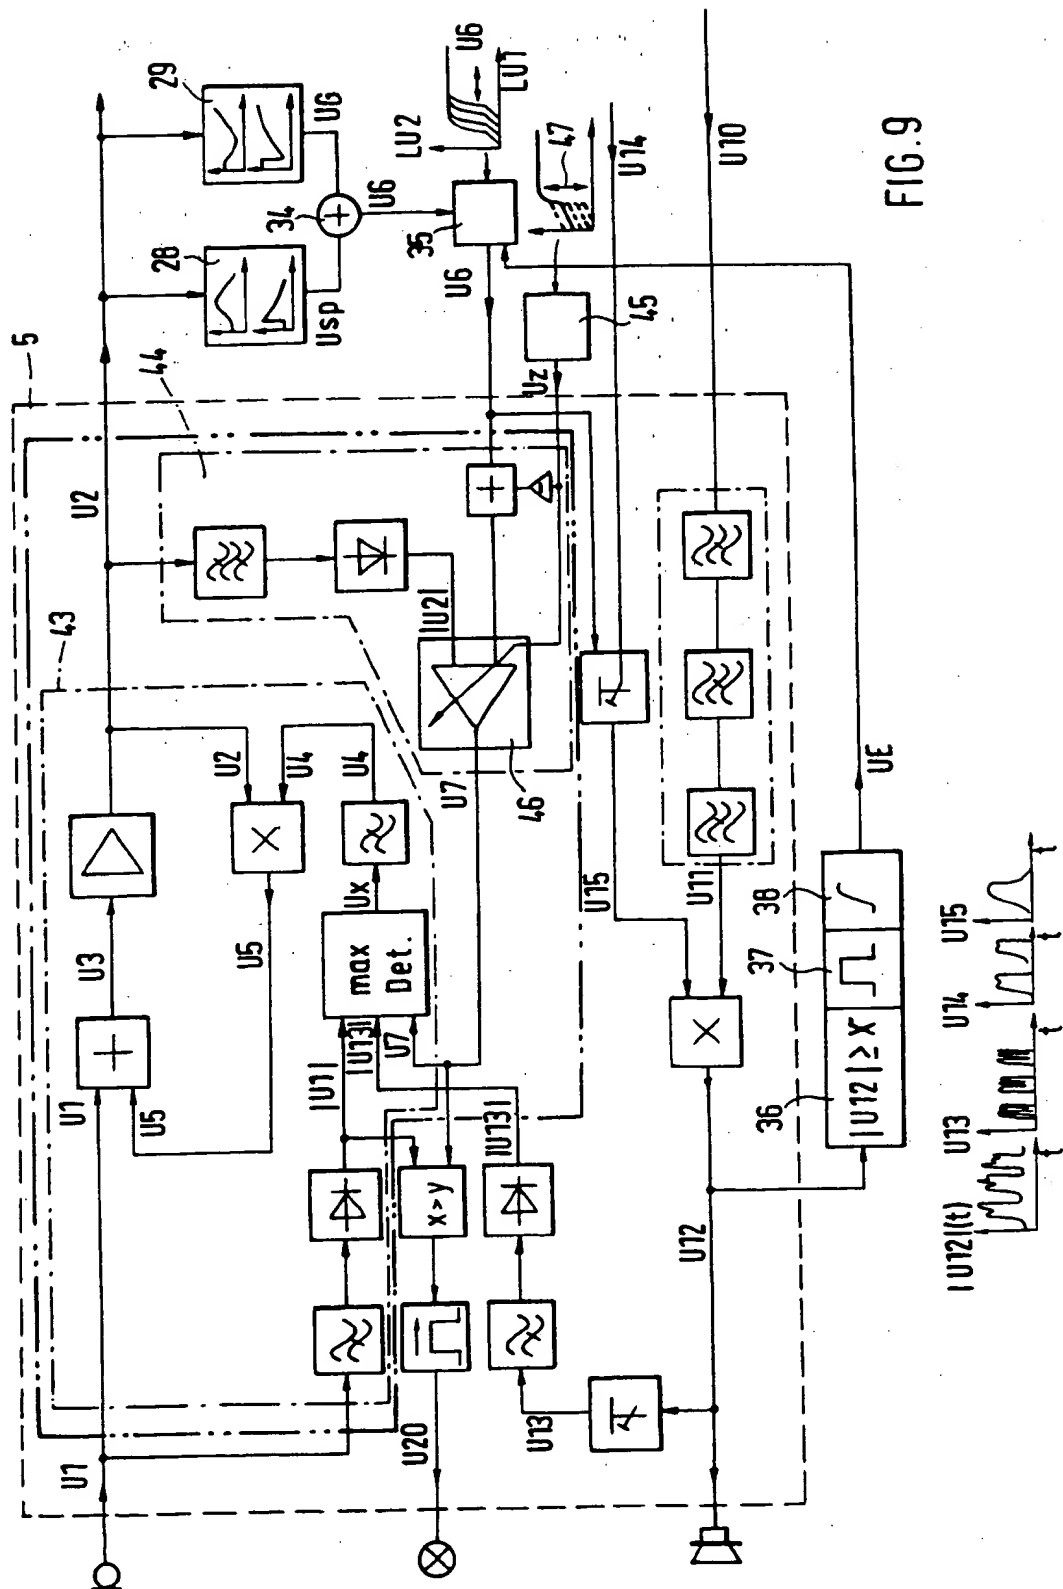 5
29
28
44
43
U2
UG
Usp
34
U6
LU2
U6
LU1
35
U6
47
U14
45
Uz
U10
U1
U1
U3
U5
U5
U2
U4
U4
Ux
max
Det.
|U1|
|U13|
U7
U7
|U2|
46
x>y
|U13|
U20
U13
U15
U11
U12
UE
36
37
38
|U12|≥X
|U12|(t)
t
U13
t
U14
t
U15
t
FIG.9